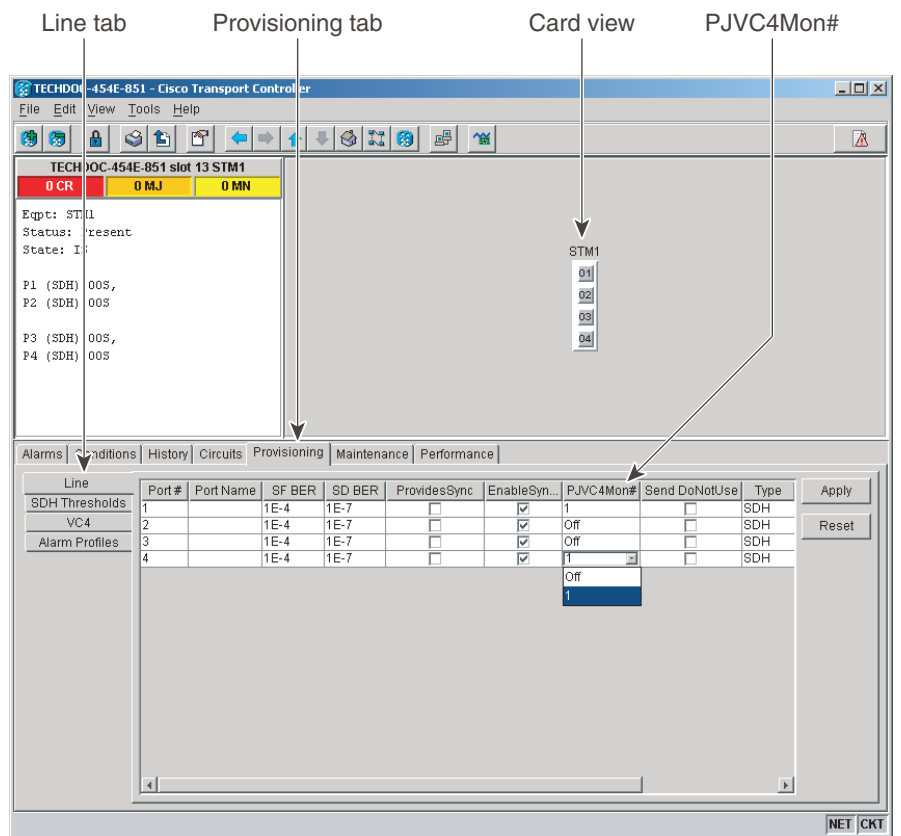 Line tab Provisioning tab Card view PJVC4Mon#
TECHDOC-454E-851 - Cisco Transport Controller
File Edit View Tools Help
TECHDOC-454E-851 slot 13 STM1
0 CR 0 MJ 0 MN
Eqpt: STM1
Status: Present
State: IS
P1 (SDH) OOS,
P2 (SDH) OOS
P3 (SDH) OOS,
P4 (SDH) OOS
STM1
01
02
03
04
Alarms Conditions History Circuits Provisioning Maintenance Performance
Line
SDH Thresholds
VC4
Alarm Profiles
Port # Port Name SF BER SD BER ProvidesSync EnableSyn... PJVC4Mon# Send DoNotUse Type
1 1E-4 1E-7 1 SDH
2 1E-4 1E-7 Off SDH
3 1E-4 1E-7 Off SDH
4 1E-4 1E-7 1 SDH
Off
1
Apply
Reset
NET CKT